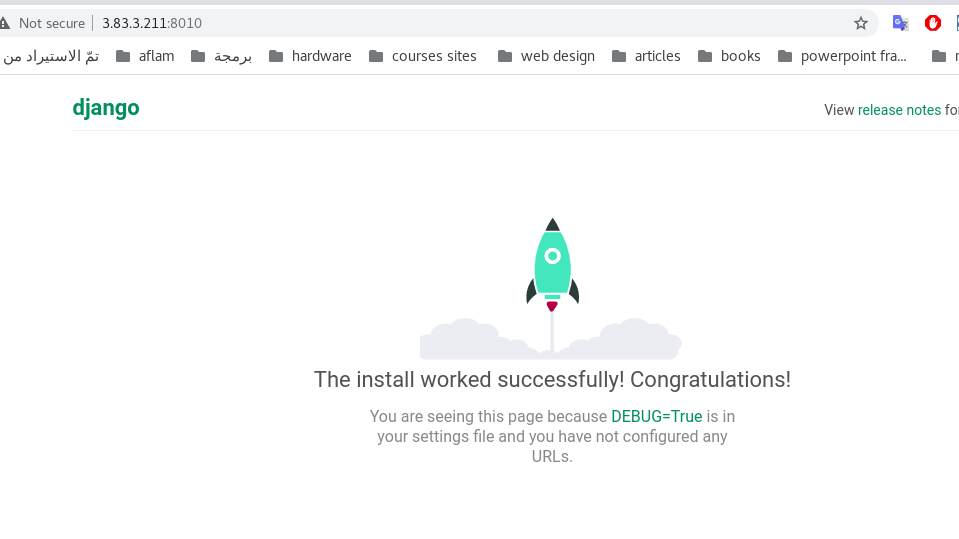 Not secure | 3.83.3.211:8010
تمّ الاستيراد من aflam برمجة hardware courses sites web design articles books powerpoint fra...
django
View release notes for
The install worked successfully! Congratulations!
You are seeing this page because DEBUG=True is in
your settings file and you have not configured any
URLs.